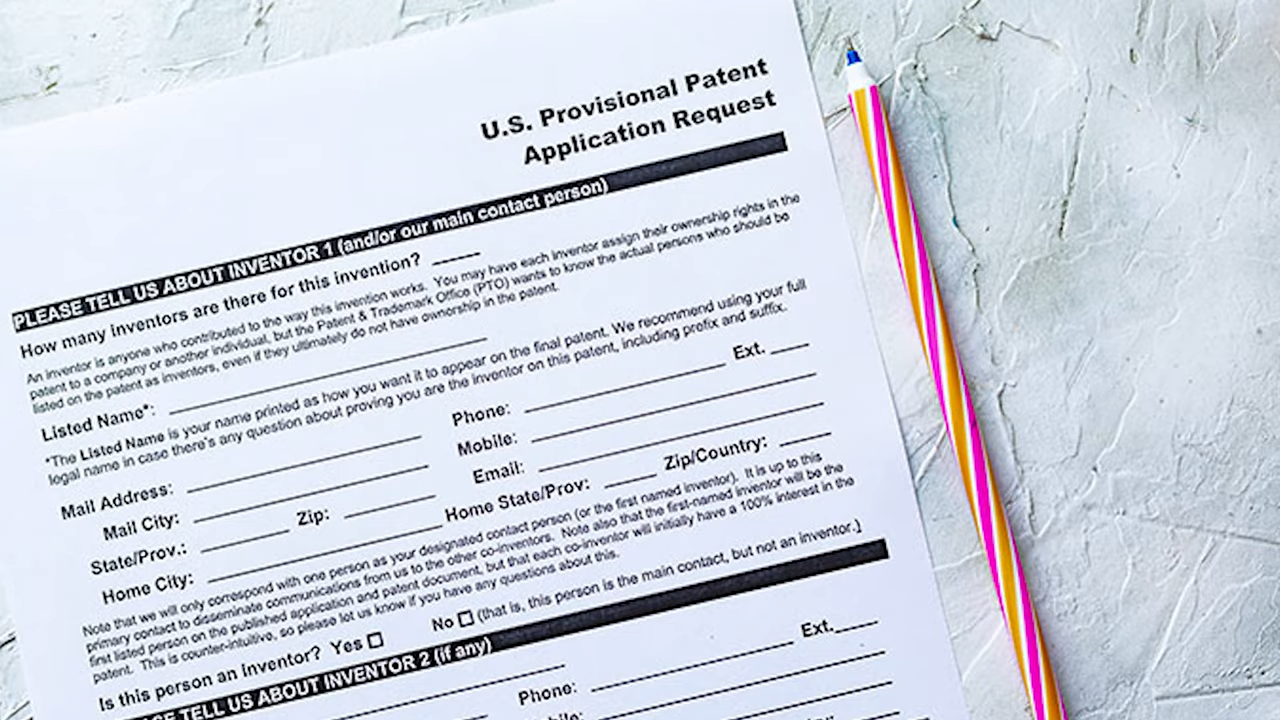 U.S. Provisional Patent
Application Request
PLEASE TELL US ABOUT INVENTOR 1 (and/or our main contact person)
How many inventors are there for this invention? _____
An inventor is anyone who contributed to the way this invention works. You may have each inventor assign their ownership rights in the
patent to a company or another individual, but the Patent & Trademark Office (PTO) wants to know the actual persons who should be
listed on the patent as inventors, even if they ultimately do not have ownership in the patent.
Listed Name*:
*The Listed Name is your name printed as how you want it to appear on the final patent. We recommend using your full
legal name in case there's any question about proving you are the inventor on this patent, including prefix and suffix.
Mail Address: Phone: Ext.
Mail City: Mobile:
State/Prov.: Zip: Email:
Home City: Home State/Prov: Zip/Country:
Note that we will only correspond with one person as your designated contact person (or the first named inventor). It is up to this
primary contact to disseminate communications from us to the other co-inventors. Note also that the first-named inventor will be the
first listed person on the published application and patent document, but that each co-inventor will initially have a 100% interest in the
patent. This is counter-intuitive, so please let us know if you have any questions about this.
Is this person an inventor? Yes ☐ No ☐ (that is, this person is the main contact, but not an inventor.)
TELL US ABOUT INVENTOR 2 (if any)
Phone: Ext.